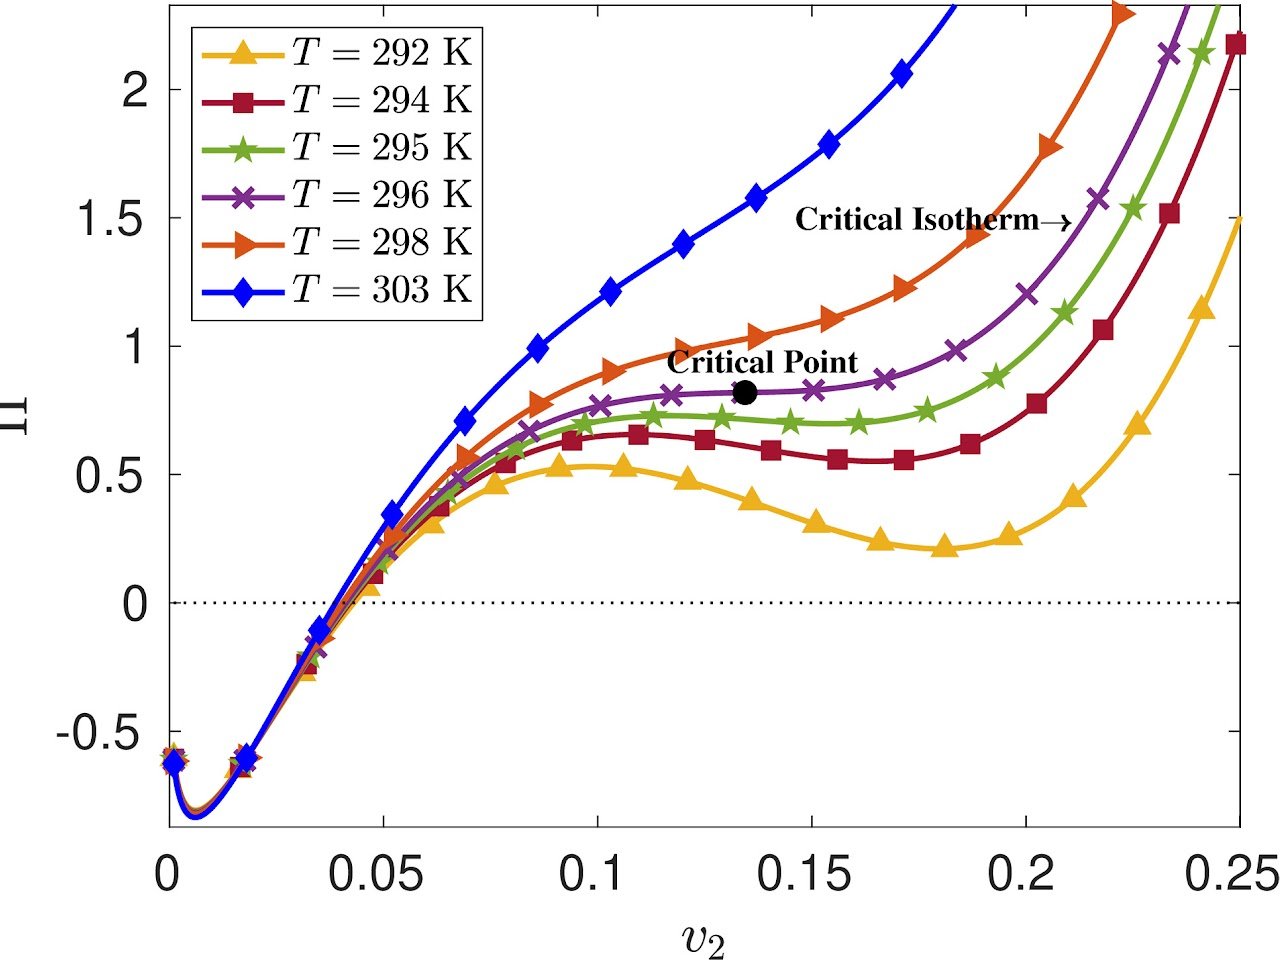 T = 292 K
T = 294 K
T = 295 K
T = 296 K
T = 298 K
T = 303 K
Critical Isotherm→
Critical Point
2
1.5
1
0.5
0
-0.5
Π
0 0.05 0.1 0.15 0.2 0.25
v₂